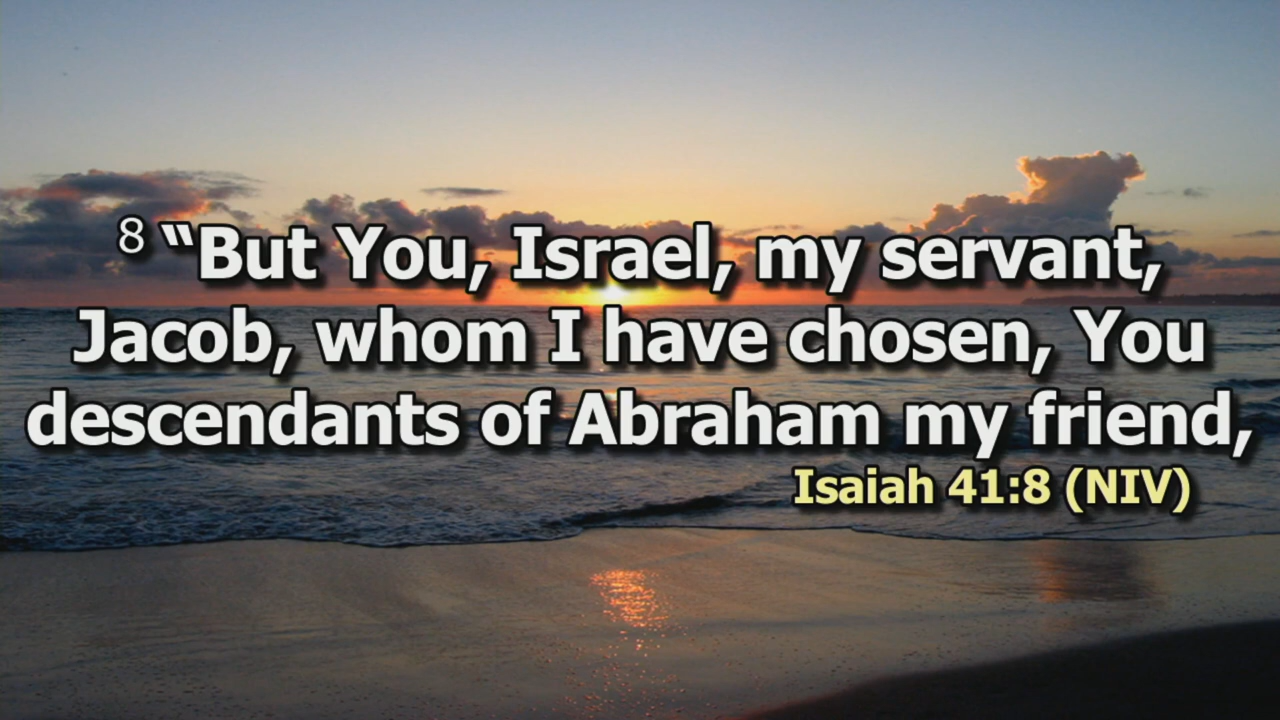 8 “But You, Israel, my servant,
Jacob, whom I have chosen, You
descendants of Abraham my friend,
Isaiah 41:8 (NIV)